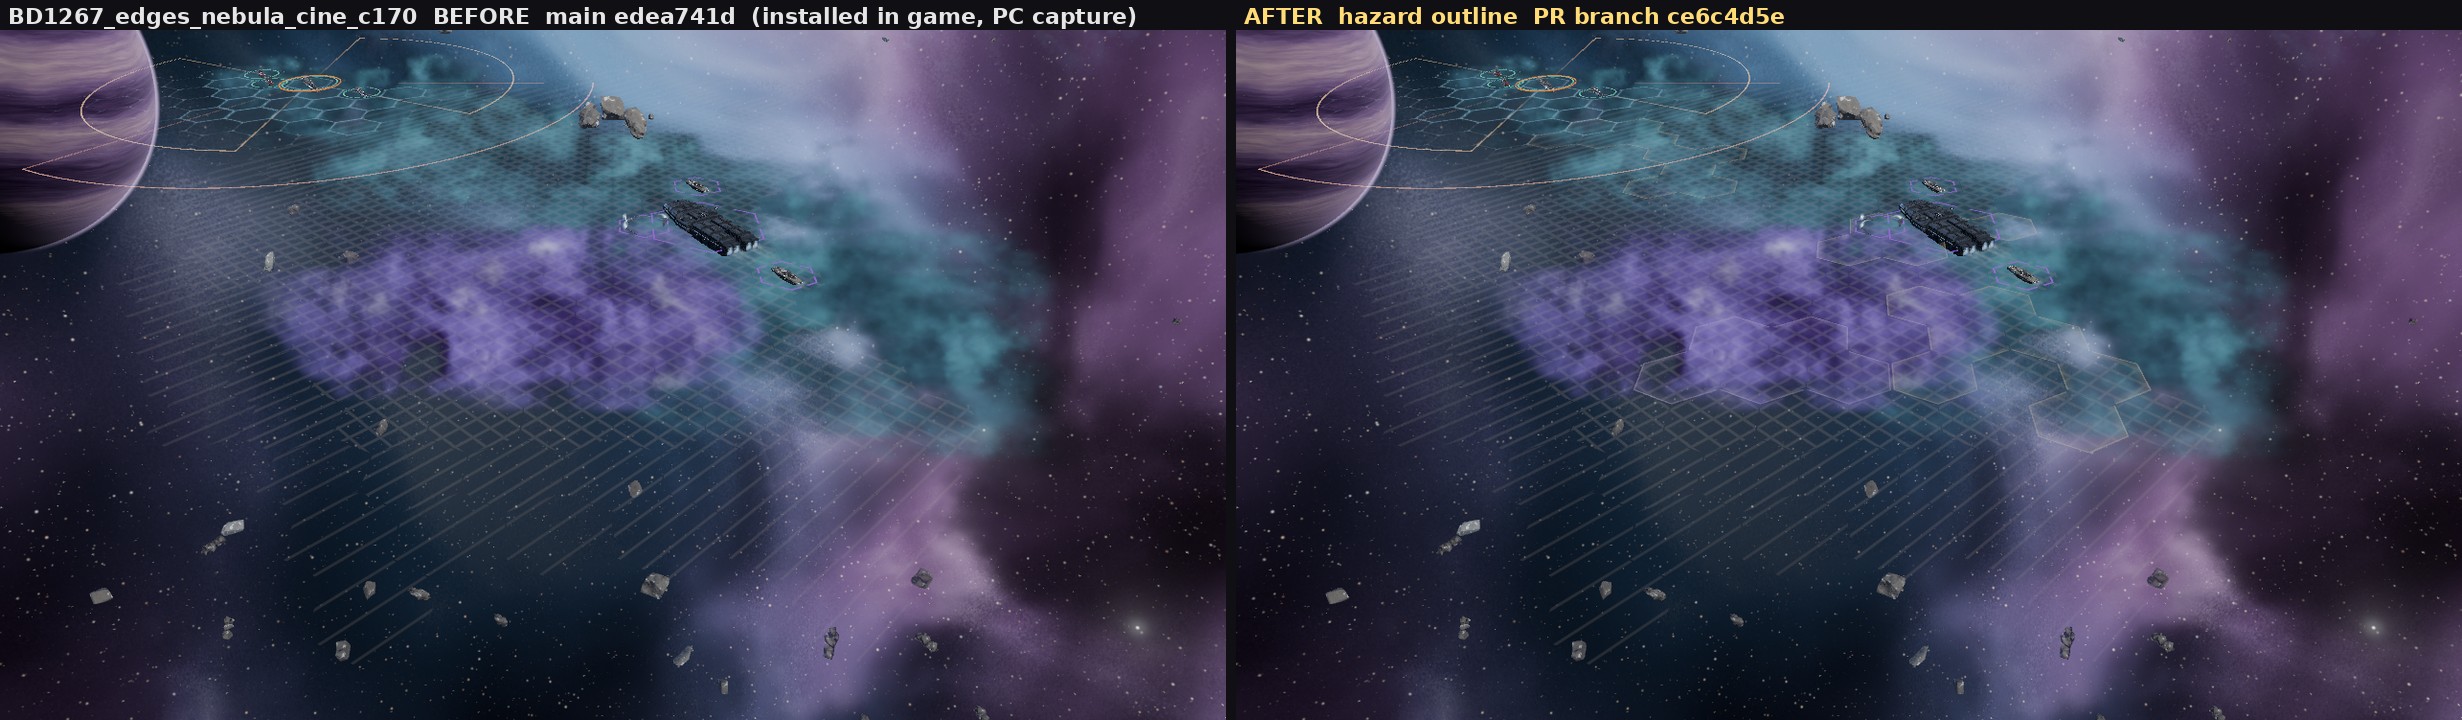 BD1267_edges_nebula_cine_c170  BEFORE  main edea741d  (installed in game, PC capture)
AFTER  hazard outline  PR branch ce6c4d5e